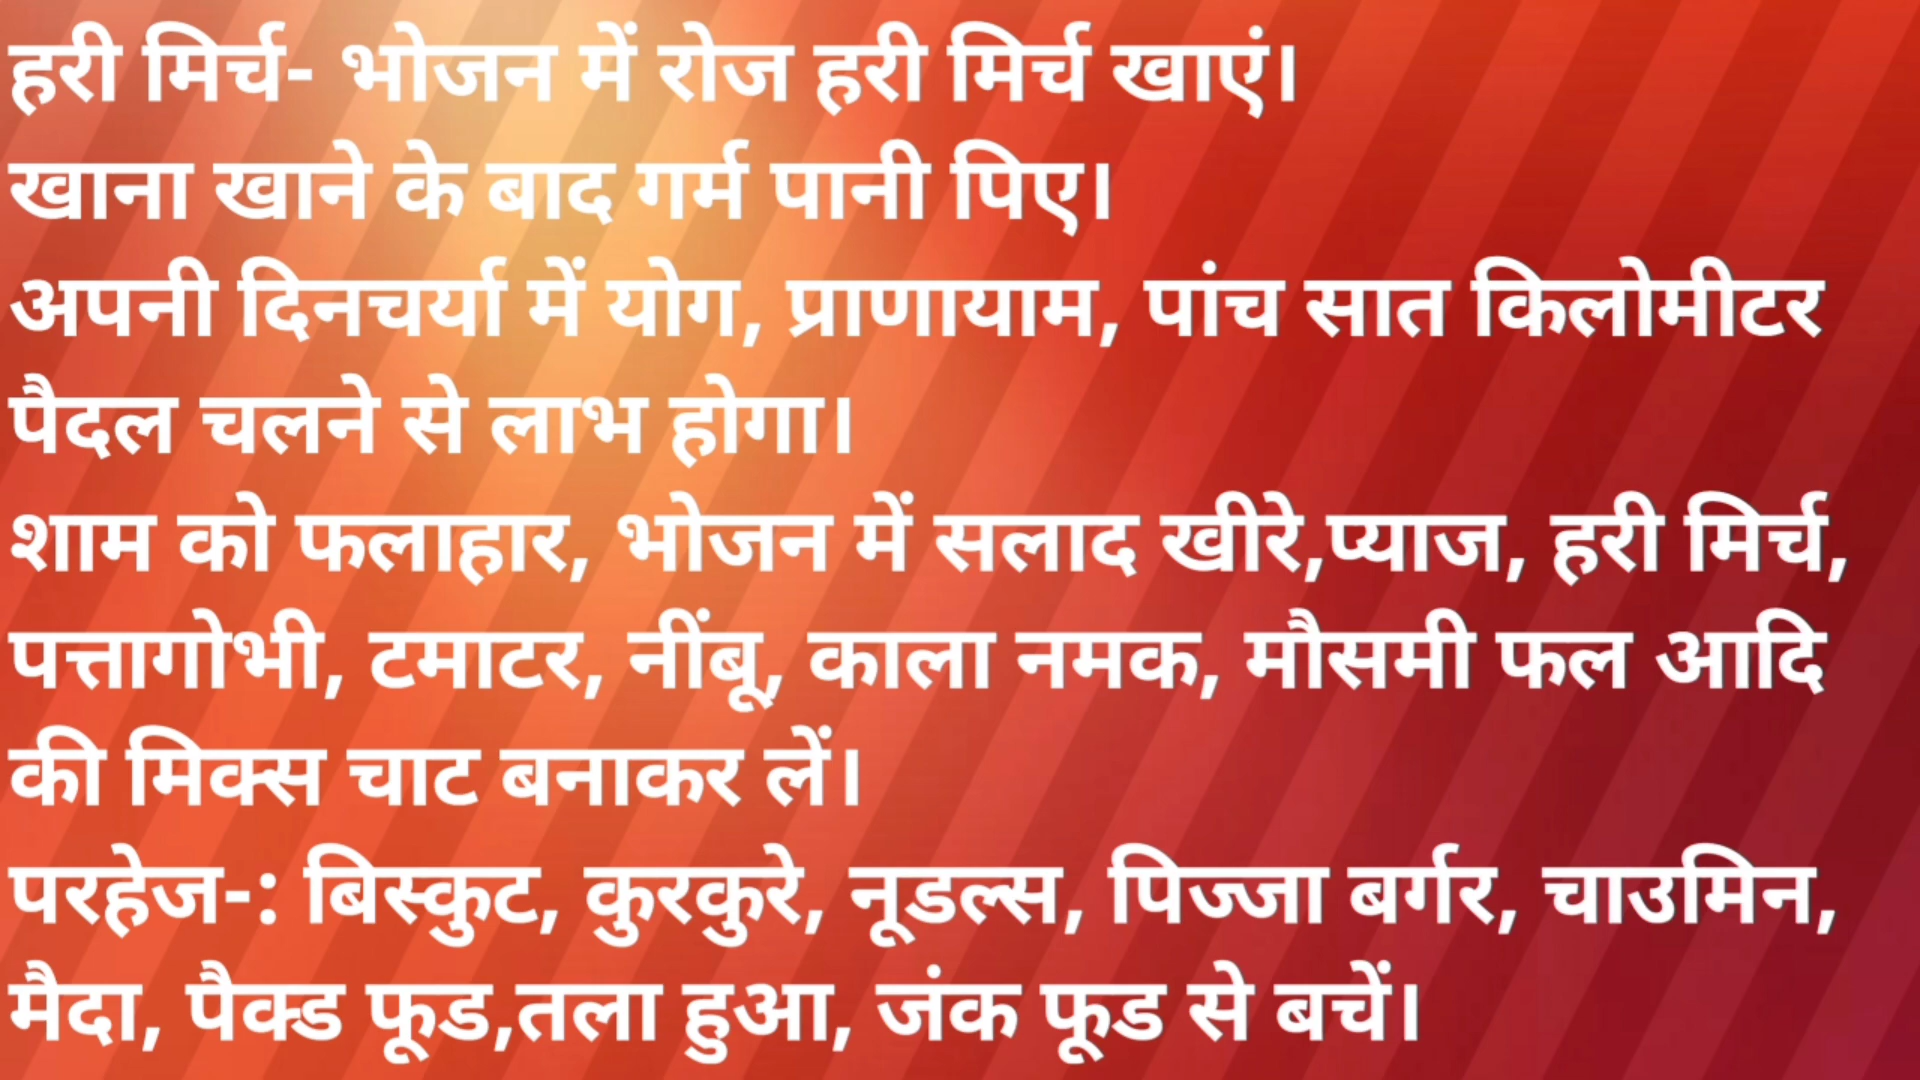 हरी मिर्च- भोजन में रोज हरी मिर्च खाएं।
खाना खाने के बाद गर्म पानी पिए।
अपनी दिनचर्या में योग, प्राणायाम, पांच सात किलोमीटर
पैदल चलने से लाभ होगा।
शाम को फलाहार, भोजन में सलाद खीरे,प्याज, हरी मिर्च,
पत्तागोभी, टमाटर, नींबू, काला नमक, मौसमी फल आदि
की मिक्स चाट बनाकर लें।
परहेज-: बिस्कुट, कुरकुरे, नूडल्स, पिज्जा बर्गर, चाउमिन,
मैदा, पैक्ड फूड,तला हुआ, जंक फूड से बचें।